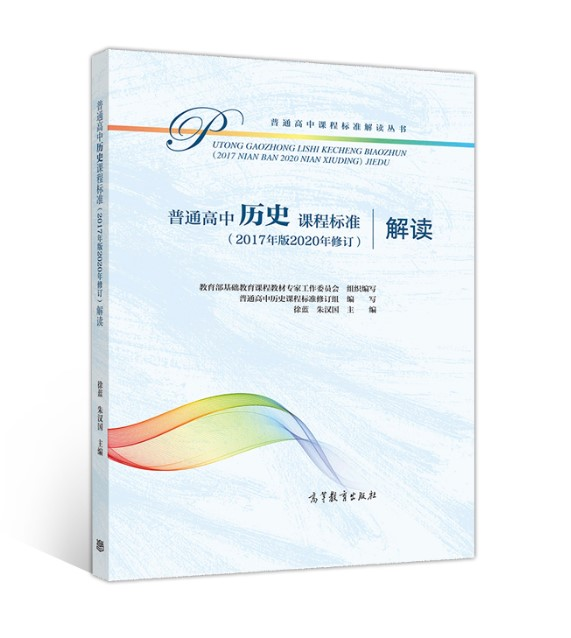 普通高中课程标准解读丛书
PUTONG GAOZHONG LISHI KECHENG BIAOZHUN
(2017 NIAN BAN 2020 NIAN XIUDING) JIEDU
普通高中 历史 课程标准
(2017年版2020年修订)
解读
教育部基础教育课程教材专家工作委员会 组织编写
普通高中历史课程标准修订组 编 写
徐蓝 朱汉国 主 编
高等教育出版社
普通高中历史课程标准(2017年版2020年修订)解读
徐蓝 朱汉国 主编